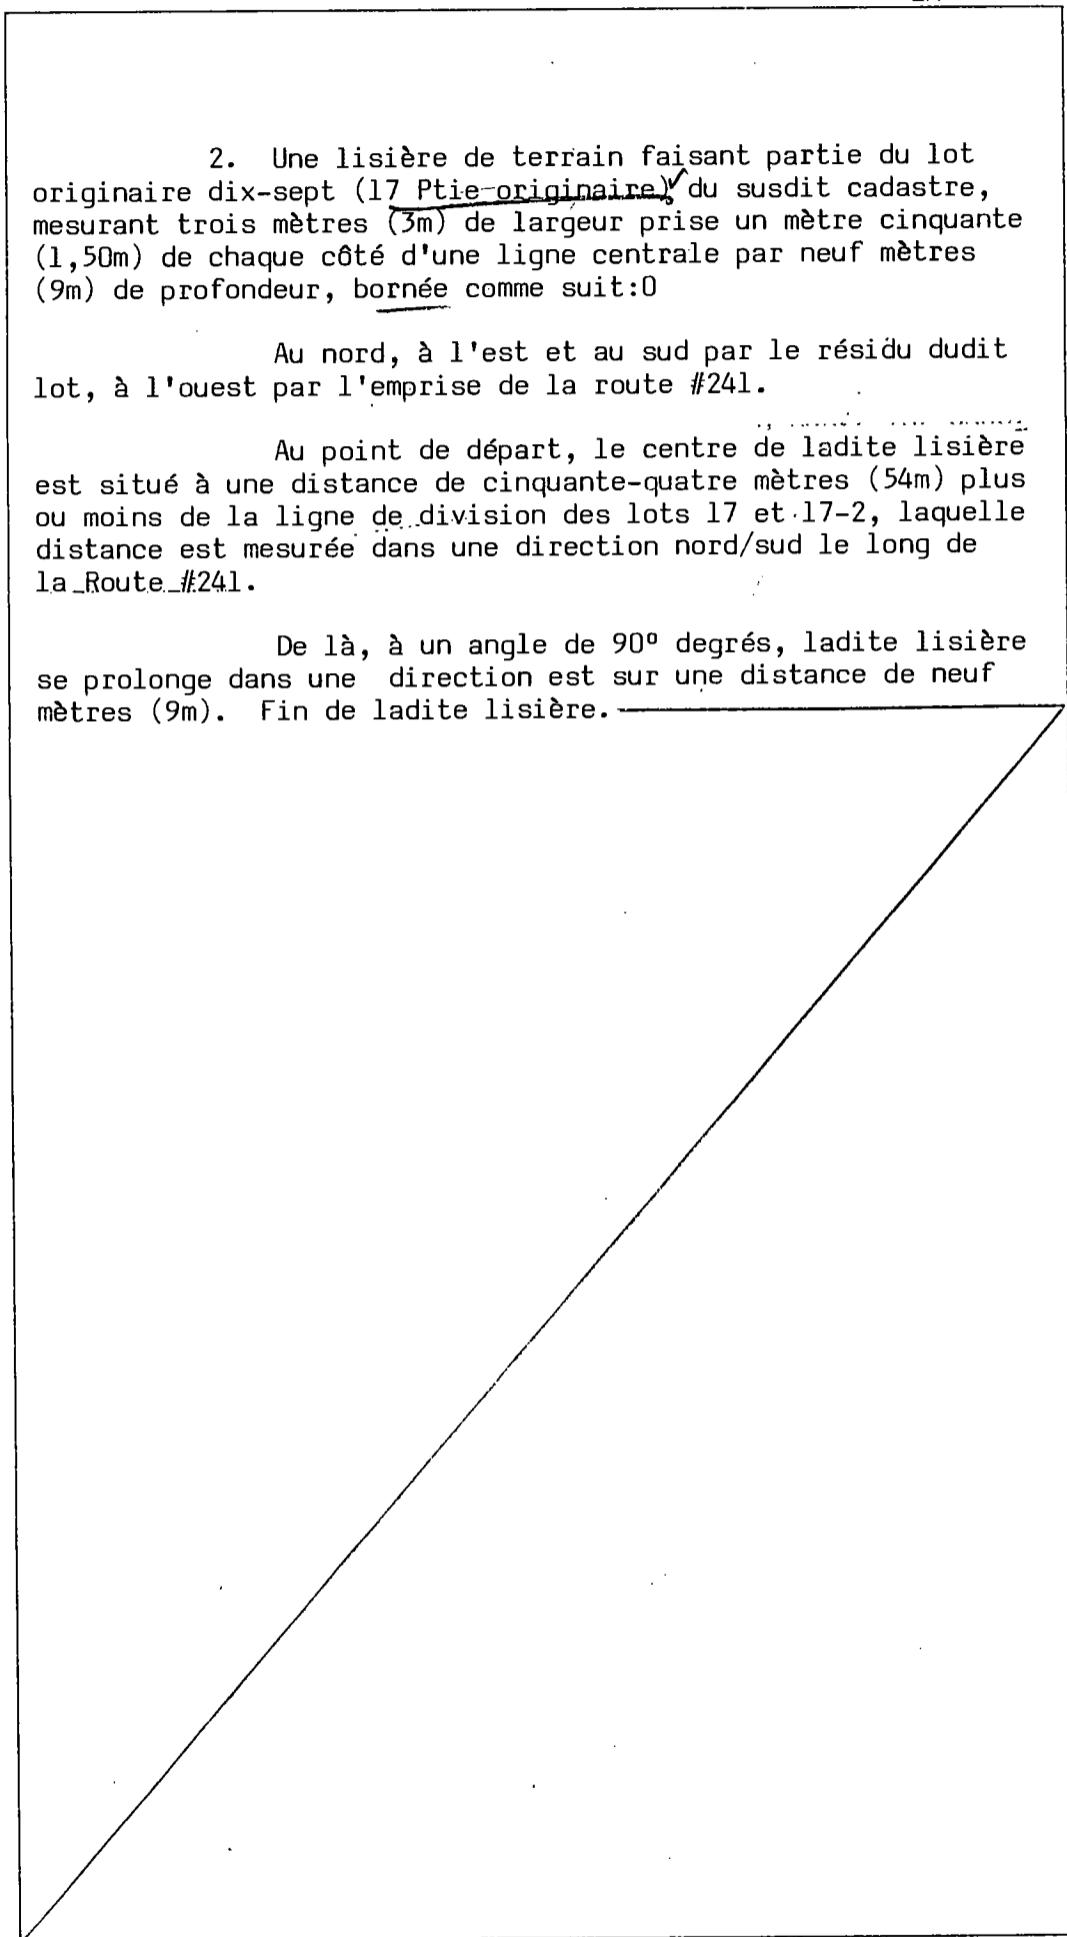 2. Une lisière de terrain faisant partie du lot
originaire dix-sept (17 Ptie originaire) du susdit cadastre,
mesurant trois mètres (3m) de largeur prise un mètre cinquante
(1,50m) de chaque côté d'une ligne centrale par neuf mètres
(9m) de profondeur, bornée comme suit:0
Au nord, à l'est et au sud par le résidu dudit
lot, à l'ouest par l'emprise de la route #241.
Au point de départ, le centre de ladite lisière
est situé à une distance de cinquante-quatre mètres (54m) plus
ou moins de la ligne de division des lots 17 et 17-2, laquelle
distance est mesurée dans une direction nord/sud le long de
la Route #241.
De là, à un angle de 90º degrés, ladite lisière
se prolonge dans une direction est sur une distance de neuf
mètres (9m). Fin de ladite lisière.